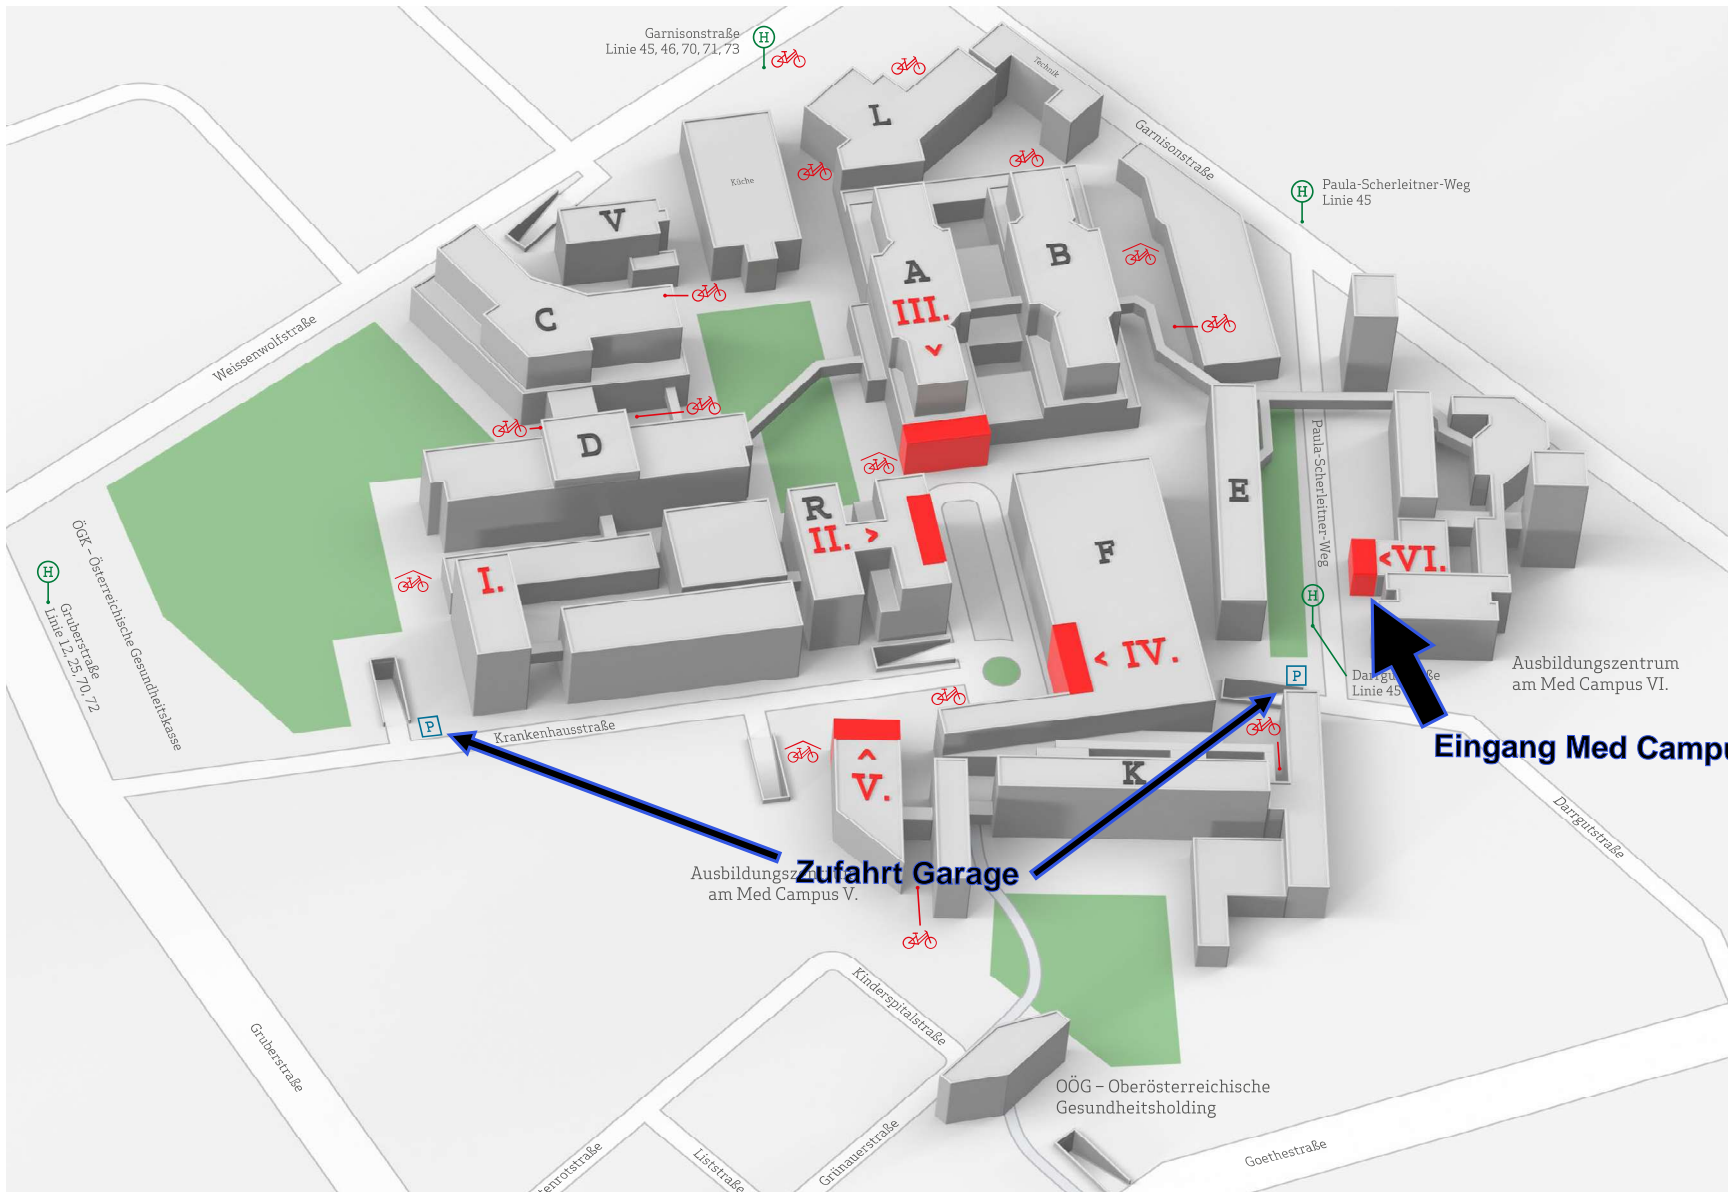 Garnisonstraße
Linie 45, 46, 70, 71, 73
H
Technik
L
Garnisonstraße
Küche
H
Paula-Scherleitner-Weg
Linie 45
V
A
III.
B
C
Weissenwolfstraße
D
E
Paula-Scherleitner-Weg
R
II. >
F
<VI.
I.
H
Gruberstraße
Linie 12, 25, 70, 72
ÖGK – Österreichische Gesundheitskasse
H
< IV.
Ausbildungszentrum
am Med Campus VI.
P
Linie 45
P
Krankenhausstraße
Eingang Med Campu
V.
K
Darrgutstraße
Zufahrt Garage
Ausbildungszentrum
am Med Campus V.
Kinderspitalstraße
Gruberstraße
OÖG – Oberösterreichische
Gesundheitsholding
Grünauerstraße
Liststraße
Goethestraße